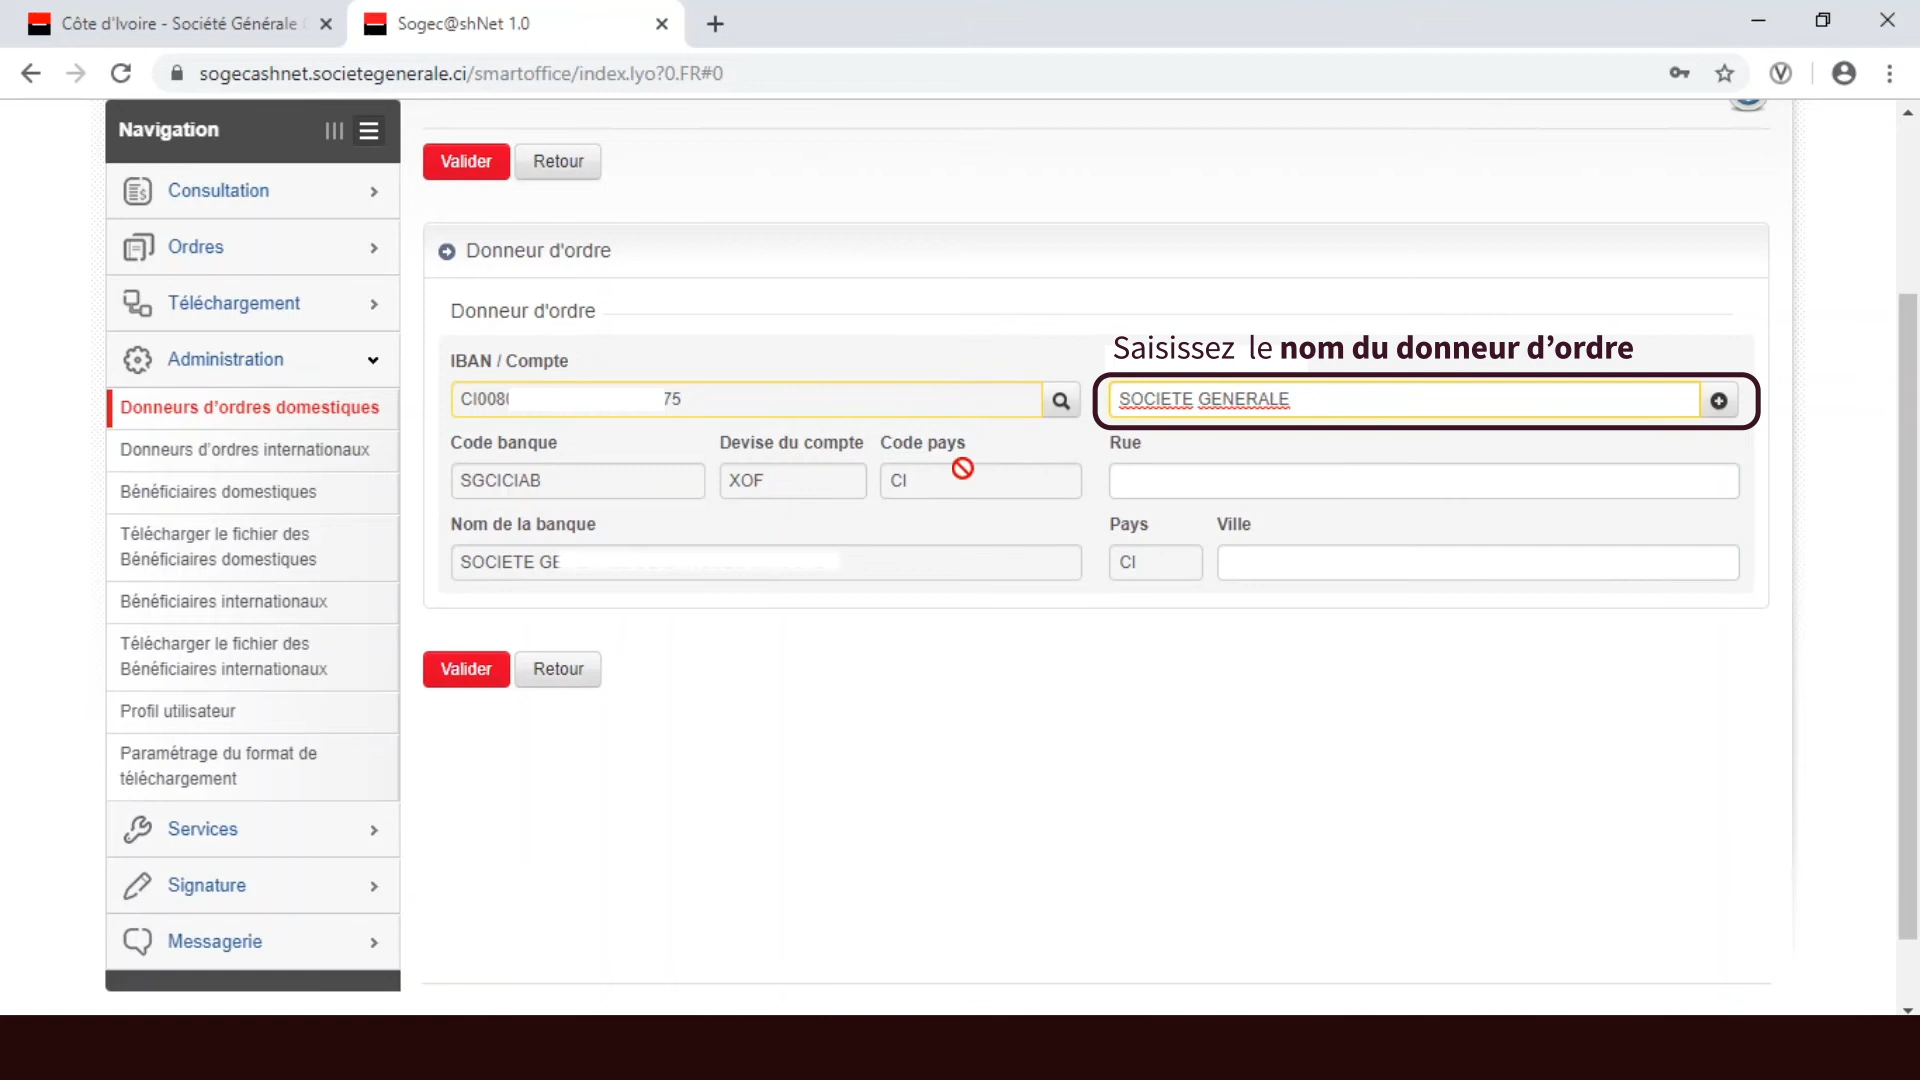 Côte d'Ivoire - Société Générale
Sogec@shNet 1.0
sogecashnet.societegenerale.ci/smartoffice/index.lyo?0.FR#0
Navigation
Consultation
Ordres
Téléchargement
Administration
Donneurs d'ordres domestiques
Donneurs d'ordres internationaux
Bénéficiaires domestiques
Télécharger le fichier des
Bénéficiaires domestiques
Bénéficiaires internationaux
Télécharger le fichier des
Bénéficiaires internationaux
Profil utilisateur
Paramétrage du format de
téléchargement
Services
Signature
Messagerie
Valider Retour
Donneur d'ordre
Donneur d'ordre
IBAN / Compte
Saisissez le nom du donneur d’ordre
CI008 75
SOCIETE GENERALE
Code banque Devise du compte Code pays Rue
SGCICIAB XOF CI
Nom de la banque Pays Ville
SOCIETE GE CI
Valider Retour